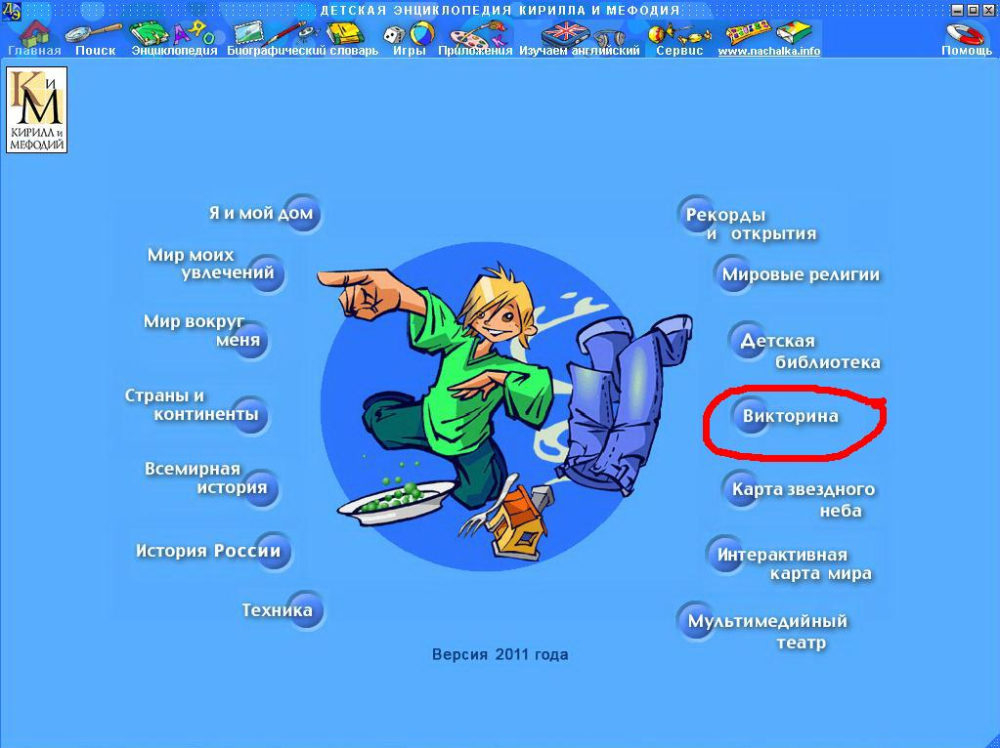 ДЭ
ДЕТСКАЯ ЭНЦИКЛОПЕДИЯ КИРИЛЛА И МЕФОДИЯ
Главная Поиск Энциклопедия Биографический словарь Игры Приложения Изучаем английский Сервис www.nachalka.info Помощь
К и М
КИРИЛЛ и
МЕФОДИЙ
Я и мой дом
Мир моих
увлечений
Мир вокруг
меня
Страны и
континенты
Всемирная
история
История России
Техника
Рекорды
и открытия
Мировые религии
Детская
библиотека
Викторина
Карта звездного
неба
Интерактивная
карта мира
Мультимедийный
театр
Версия 2011 года